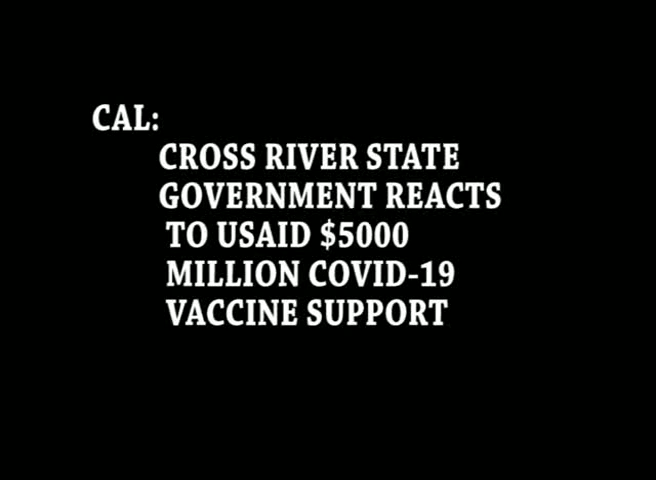 CAL:
CROSS RIVER STATE
GOVERNMENT REACTS
TO USAID $5000
MILLION COVID-19
VACCINE SUPPORT